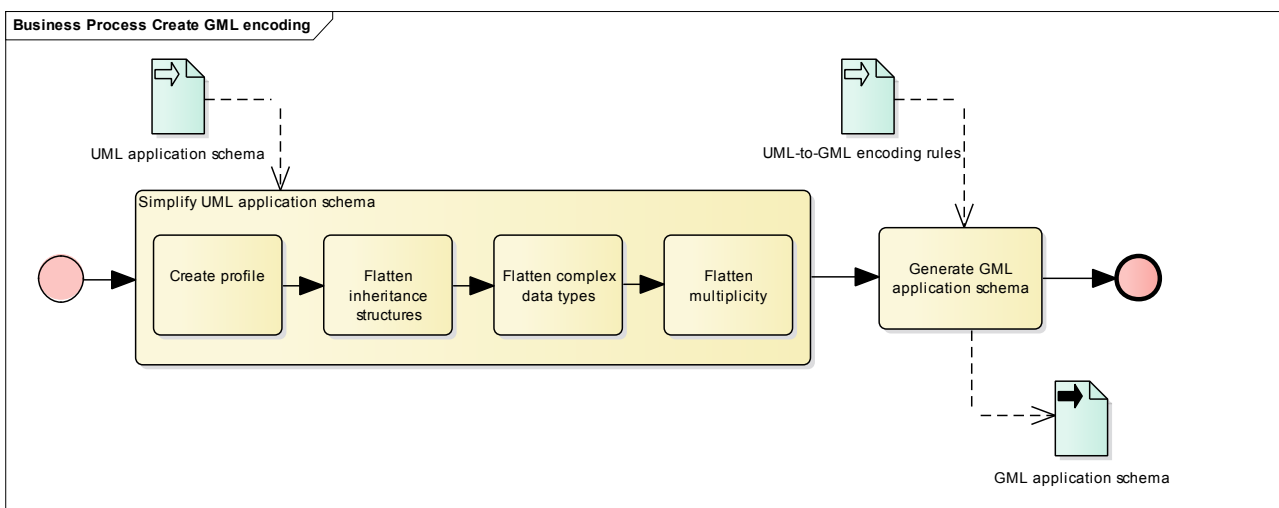 Business Process Create GML encoding
UML application schema
UML-to-GML encoding rules
Simplify UML application schema
Create profile
Flatten
inheritance
structures
Flatten complex
data types
Flatten
multiplicity
Generate GML
application schema
GML application schema